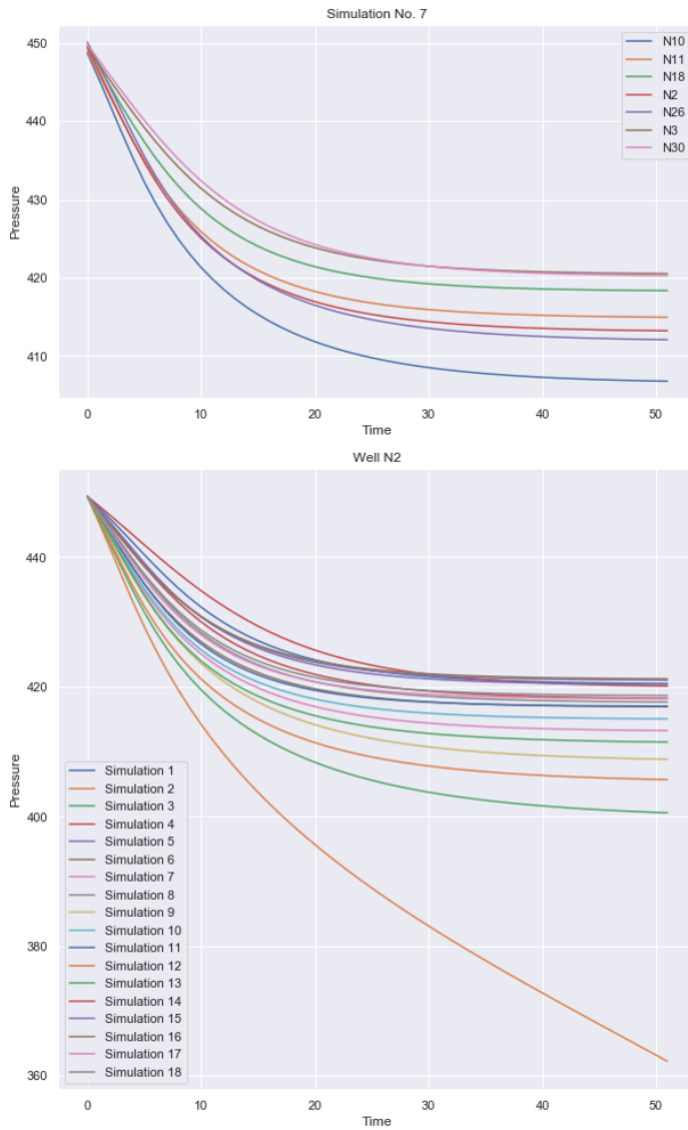 Simulation No. 7
450
440
430
420
410
Pressure
0
10
20
30
40
50
Time
N10
N11
N18
N2
N26
N3
N30
Well N2
440
420
400
380
360
Pressure
Simulation 1
Simulation 2
Simulation 3
Simulation 4
Simulation 5
Simulation 6
Simulation 7
Simulation 8
Simulation 9
Simulation 10
Simulation 11
Simulation 12
Simulation 13
Simulation 14
Simulation 15
Simulation 16
Simulation 17
Simulation 18
0
10
20
30
40
50
Time